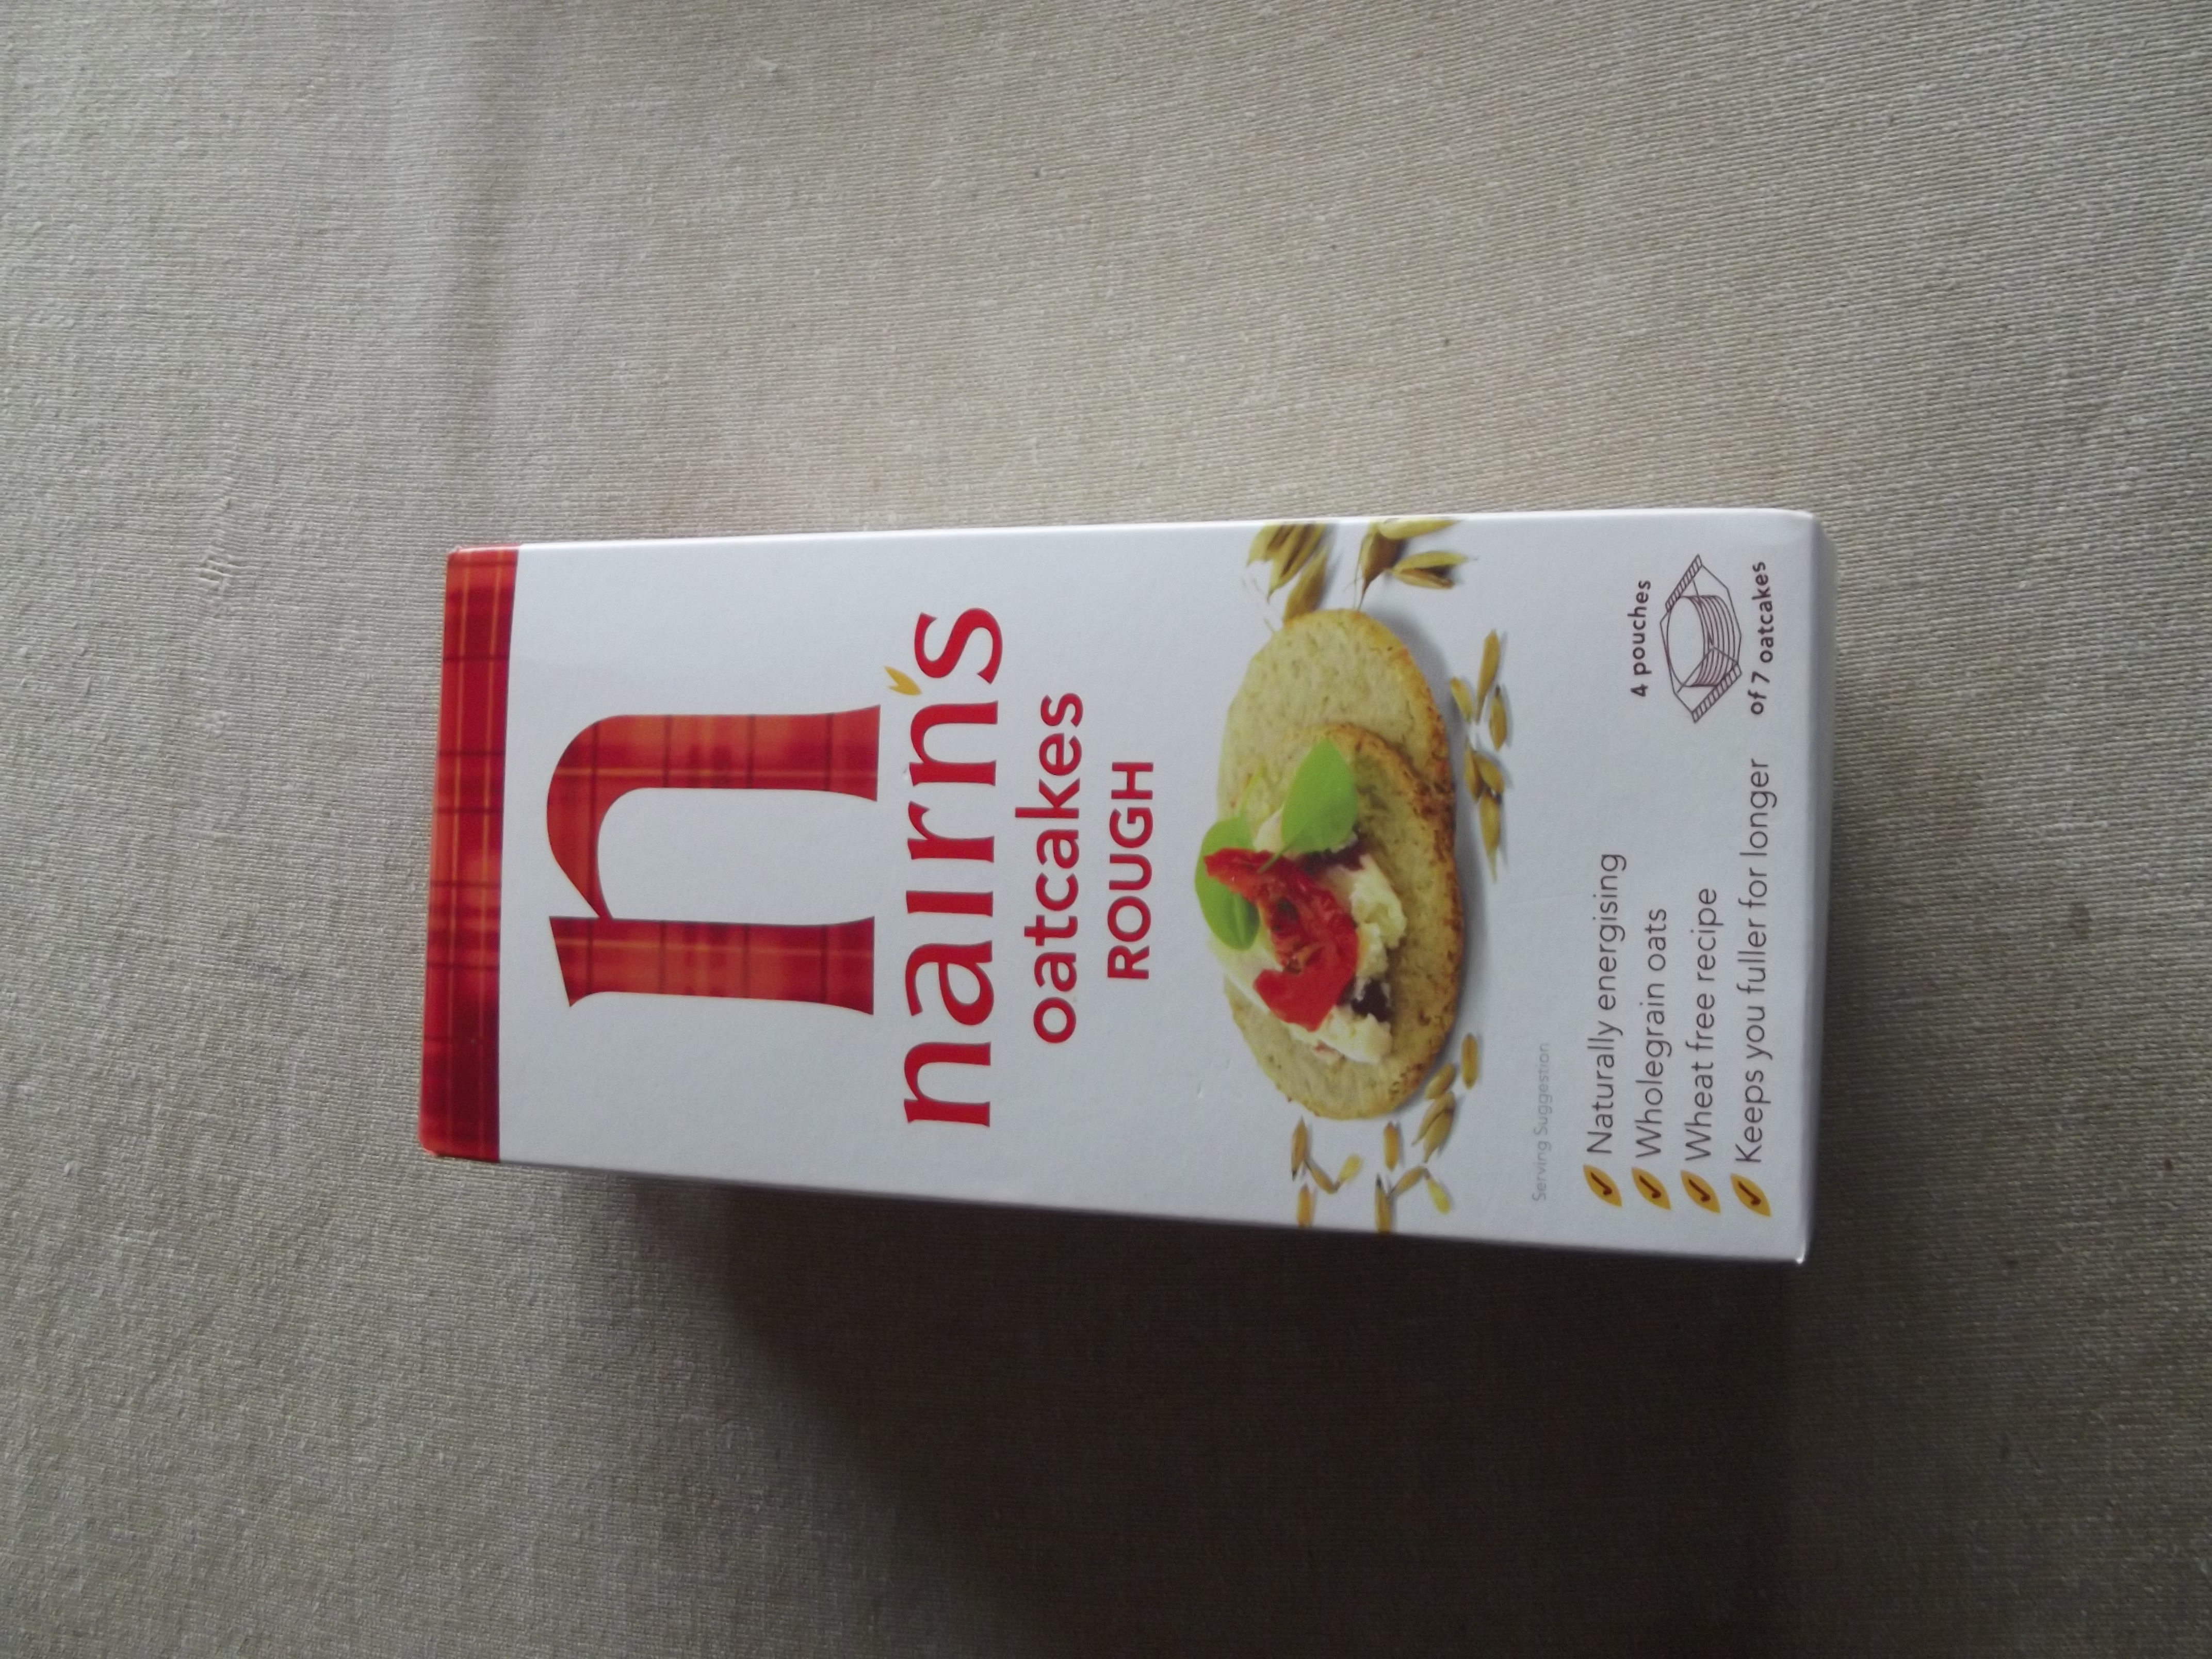 n
nairn's
oatcakes
ROUGH
Serving Suggestion
Naturally energising
Wholegrain oats
Wheat free recipe
Keeps you fuller for longer
4 pouches
of 7 oatcakes